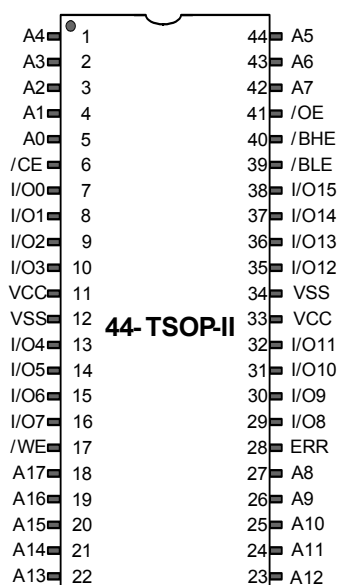 A4 1 44 A5
A3 2 43 A6
A2 3 42 A7
A1 4 41 /OE
A0 5 40 /BHE
/CE 6 39 /BLE
I/O0 7 38 I/O15
I/O1 8 37 I/O14
I/O2 9 36 I/O13
I/O3 10 35 I/O12
VCC 11 34 VSS
VSS 12 33 VCC
44-TSOP-II
I/O4 13 32 I/O11
I/O5 14 31 I/O10
I/O6 15 30 I/O9
I/O7 16 29 I/O8
/WE 17 28 ERR
A17 18 27 A8
A16 19 26 A9
A15 20 25 A10
A14 21 24 A11
A13 22 23 A12